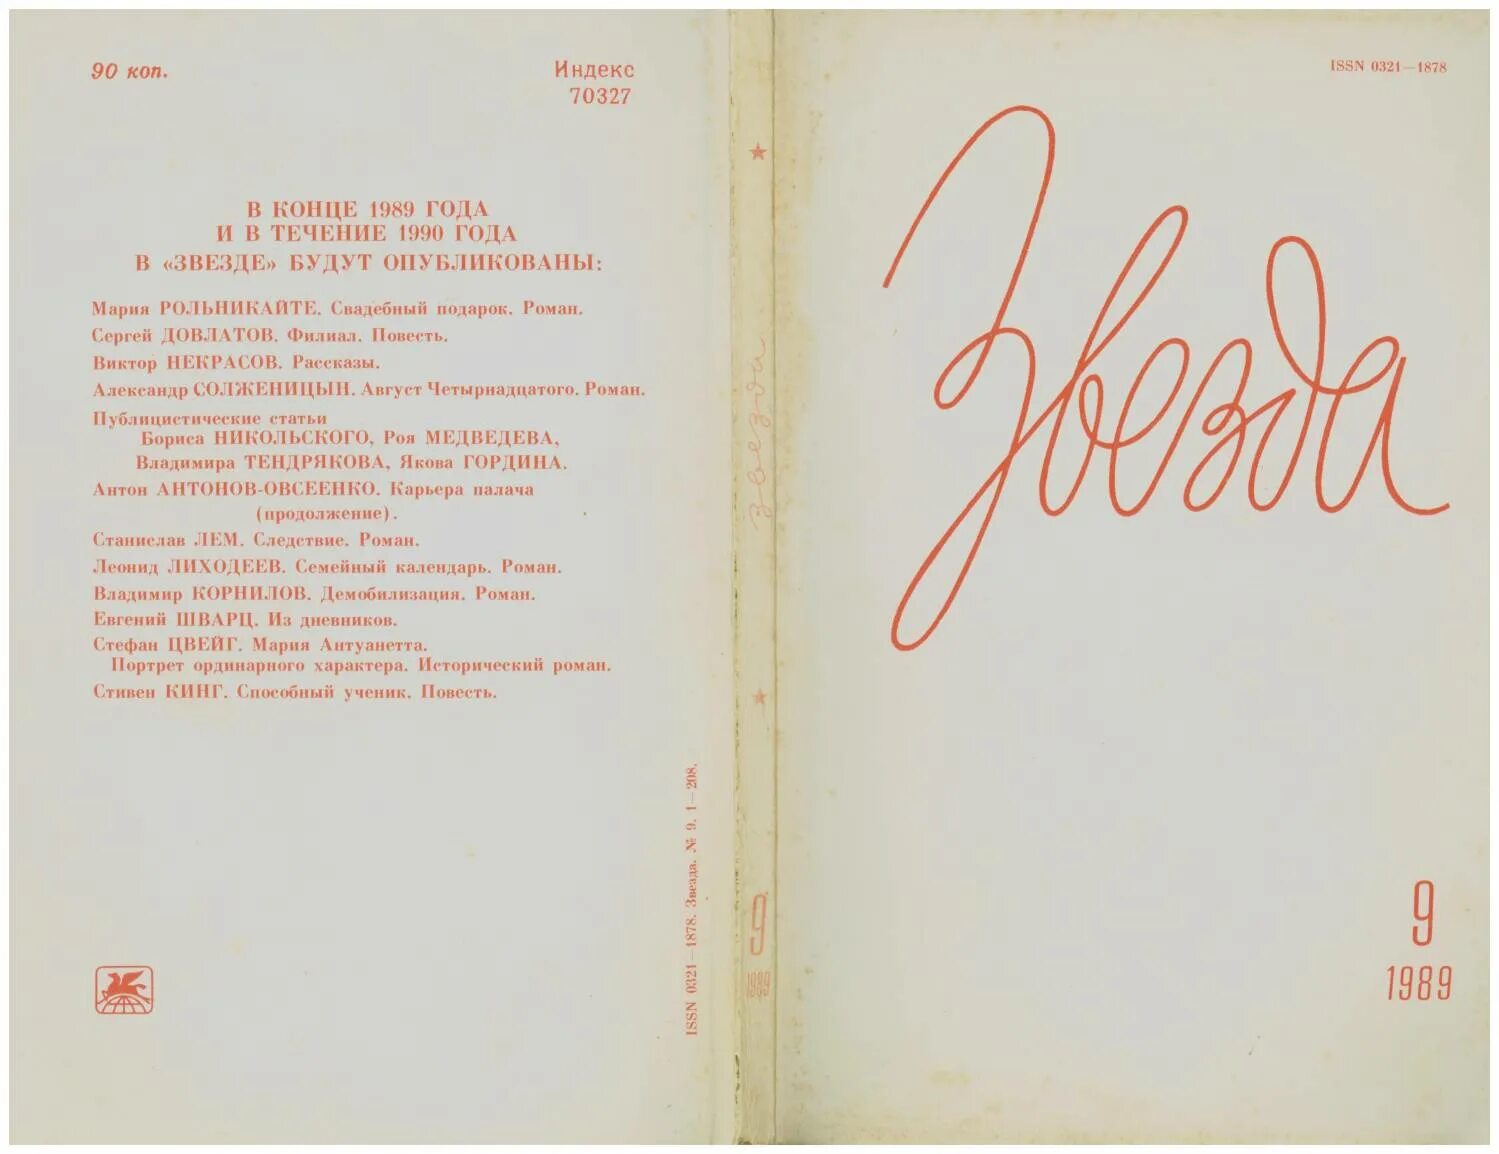 90 коп.
Индекс
70327
В КОНЦЕ 1989 ГОДА
И В ТЕЧЕНИЕ 1990 ГОДА
В «ЗВЕЗДЕ» БУДУТ ОПУБЛИКОВАНЫ:
Мария РОЛЬНИКАЙТЕ. Свадебный подарок. Роман.
Сергей ДОВЛАТОВ. Филиал. Повесть.
Виктор НЕКРАСОВ. Рассказы.
Александр СОЛЖЕНИЦЫН. Август Четырнадцатого. Роман.
Публицистические статьи
Бориса НИКОЛЬСКОГО, Роя МЕДВЕДЕВА,
Владимира ТЕНДРЯКОВА, Якова ГОРДИНА.
Антон АНТОНОВ-ОВСЕЕНКО. Карьера палача
(продолжение).
Станислав ЛЕМ. Следствие. Роман.
Леонид ЛИХОДЕЕВ. Семейный календарь. Роман.
Владимир КОРНИЛОВ. Демобилизация. Роман.
Евгений ШВАРЦ. Из дневников.
Стефан ЦВЕЙГ. Мария Антуанетта.
Портрет ординарного характера. Исторический роман.
Стивен КИНГ. Способный ученик. Повесть.
ISSN 0321—1878. Звезда. № 9. 1—208.
звезда
9
1989
ISSN 0321—1878
Звезда
9
1989